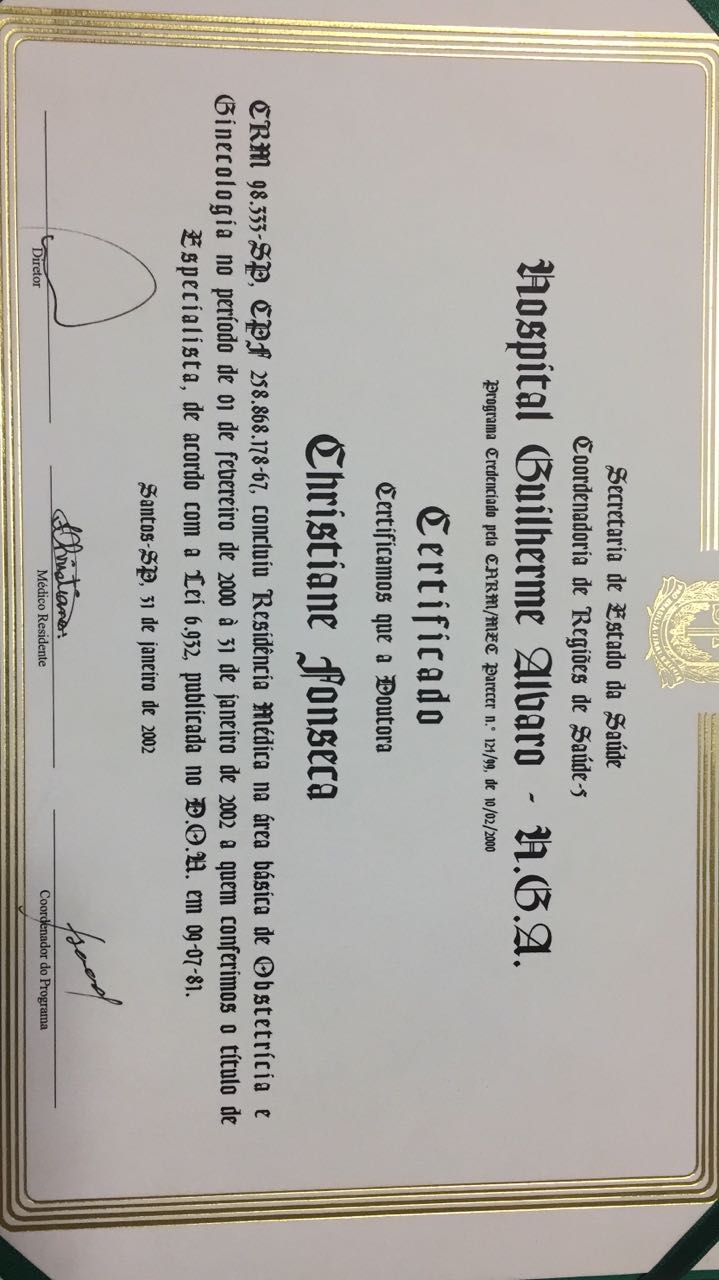 Secretaria de Estado da Saúde
Coordenadoria de Regiões de Saúde-5
Hospital Guilherme Alvaro - H.G.A.
Programa Credenciado pela CNRM/MEC Parecer n.º 121/99, de 10/02/2000
Certificado
Certificamos que a Doutora
Christiane Fonseca
CRM 98.333-SP, CPF 258.868.178-67, concluiu Residência Médica na área básica de Obstetrícia e
Ginecologia no período de 01 de fevereiro de 2000 à 31 de janeiro de 2002 a quem conferimos o título de
Especialista, de acordo com a Lei 6.932, publicada no D.O.U. em 09-07-81.
Santos-SP, 31 de janeiro de 2002
Diretor
Médico Residente
Coordenador do Programa